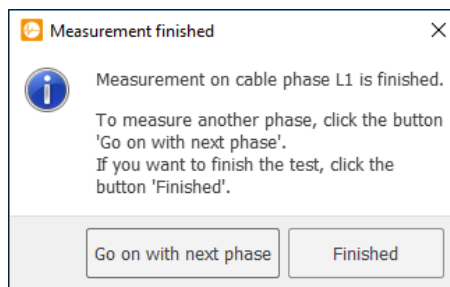 Measurement finished
Measurement on cable phase L1 is finished.
To measure another phase, click the button
'Go on with next phase'.
If you want to finish the test, click the
button 'Finished'.
Go on with next phase
Finished